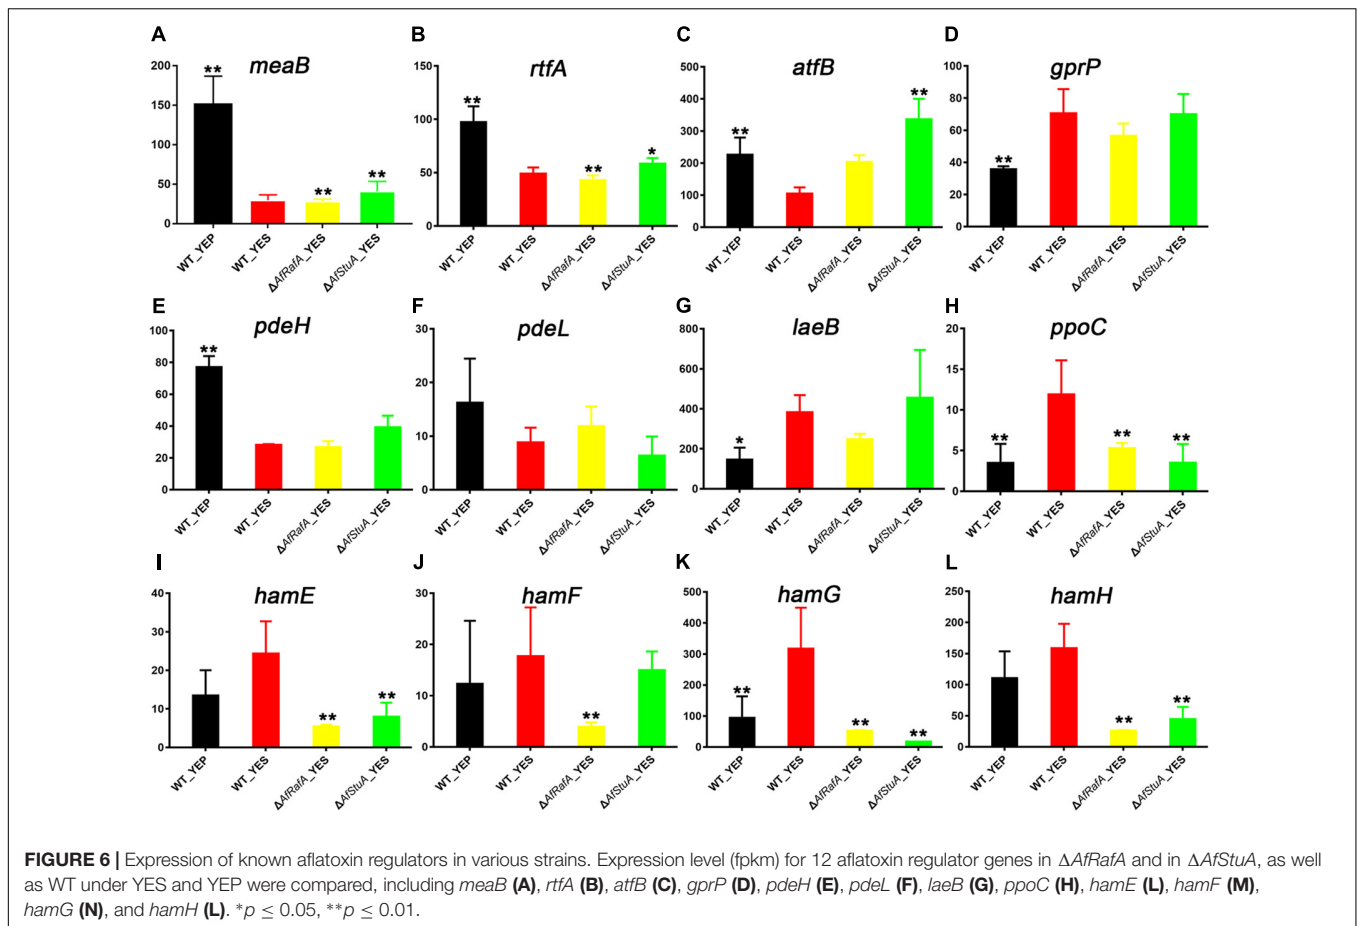 A
meaB
200
150
100
50
0
**
**
**
WT_YEP
WT_YES
ΔAfRafA_YES
ΔAfStuA_YES
B
rtfA
150
100
50
0
**
**
*
WT_YEP
WT_YES
ΔAfRafA_YES
ΔAfStuA_YES
C
atfB
500
400
300
200
100
0
**
**
WT_YEP
WT_YES
ΔAfRafA_YES
ΔAfStuA_YES
D
gprP
100
80
60
40
20
0
**
WT_YEP
WT_YES
ΔAfRafA_YES
ΔAfStuA_YES
E
pdeH
100
80
60
40
20
0
**
WT_YEP
WT_YES
ΔAfRafA_YES
ΔAfStuA_YES
F
pdeL
30
20
10
0
WT_YEP
WT_YES
ΔAfRafA_YES
ΔAfStuA_YES
G
laeB
800
600
400
200
0
*
WT_YEP
WT_YES
ΔAfRafA_YES
ΔAfStuA_YES
H
ppoC
20
15
10
5
0
**
**
**
WT_YEP
WT_YES
ΔAfRafA_YES
ΔAfStuA_YES
I
hamE
40
30
20
10
0
**
**
WT_YEP
WT_YES
ΔAfRafA_YES
ΔAfStuA_YES
J
hamF
30
20
10
0
**
WT_YEP
WT_YES
ΔAfRafA_YES
ΔAfStuA_YES
K
hamG
500
400
300
200
100
0
**
**
**
WT_YEP
WT_YES
ΔAfRafA_YES
ΔAfStuA_YES
L
hamH
250
200
150
100
50
0
**
**
WT_YEP
WT_YES
ΔAfRafA_YES
ΔAfStuA_YES
FIGURE 6 | Expression of known aflatoxin regulators in various strains. Expression level (fpkm) for 12 aflatoxin regulator genes in ΔAfRafA and in ΔAfStuA, as well
as WT under YES and YEP were compared, including meaB (A), rtfA (B), atfB (C), gprP (D), pdeH (E), pdeL (F), laeB (G), ppoC (H), hamE (L), hamF (M),
hamG (N), and hamH (L). *p ≤ 0.05, **p ≤ 0.01.